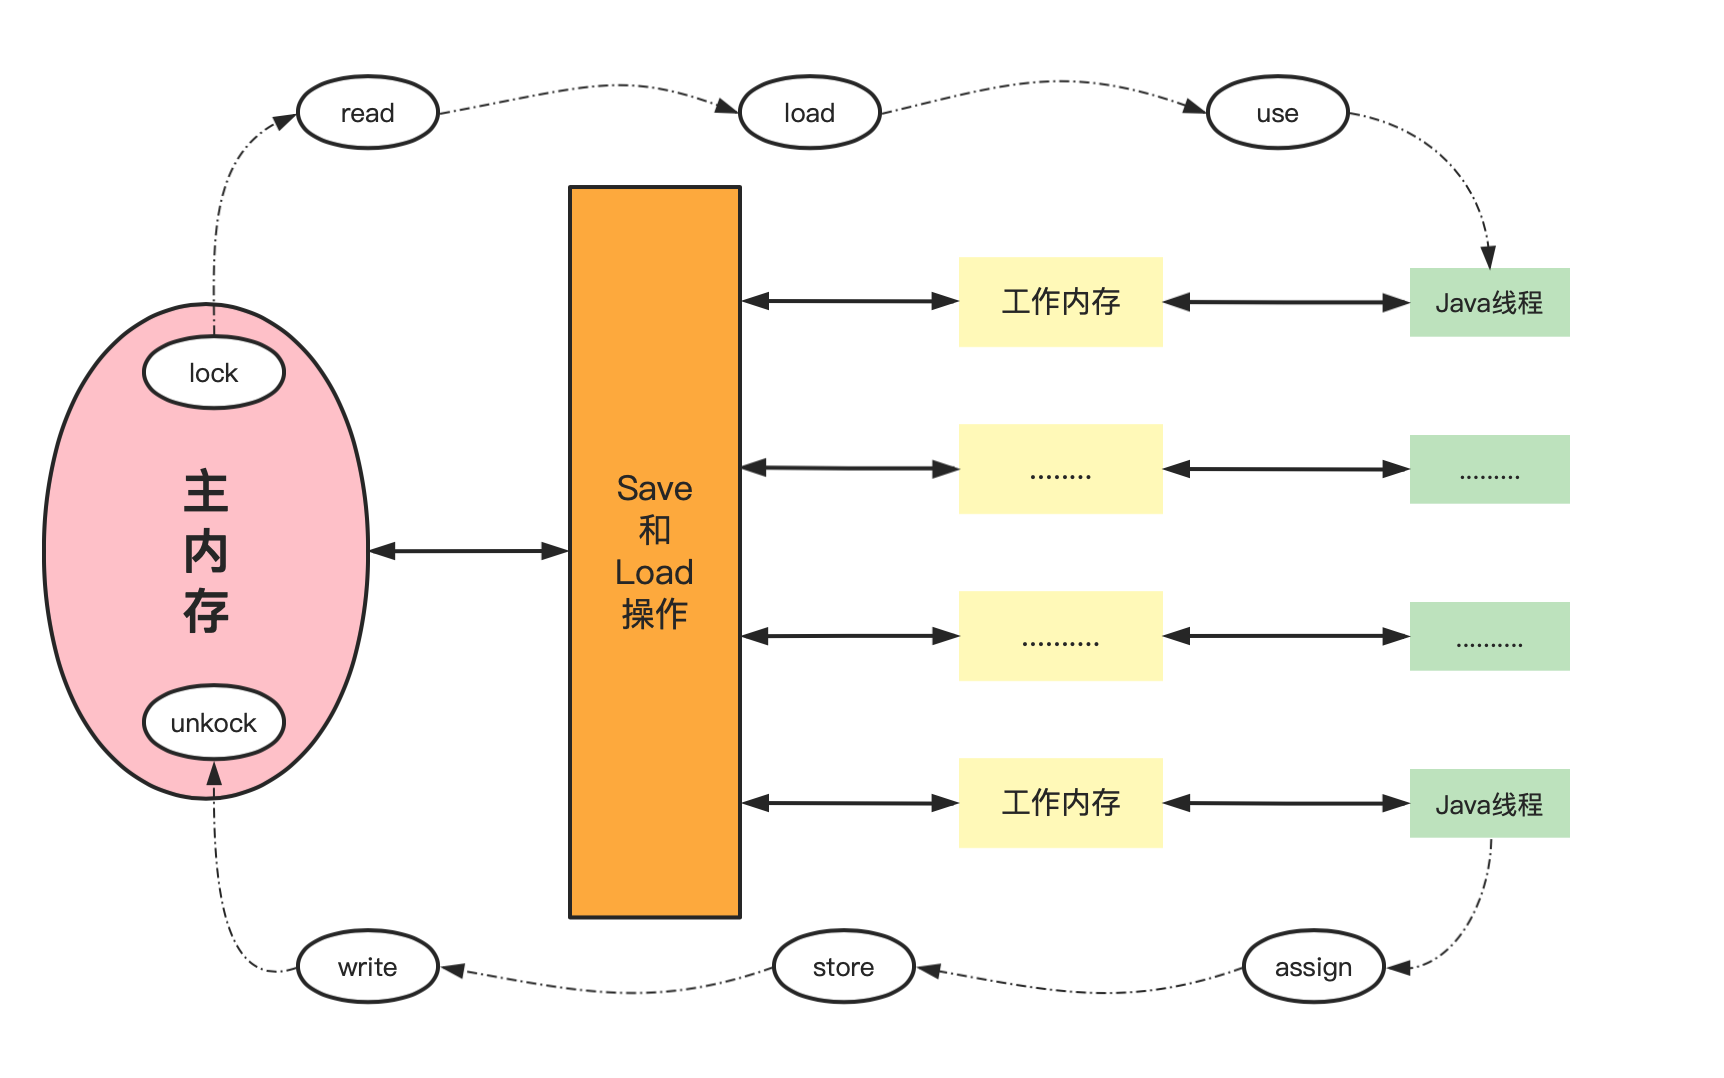 read
load
use
lock
主
内
存
unkock
Save
和
Load
操作
工作内存
Java线程
........
.........
..........
..........
工作内存
Java线程
write
store
assign